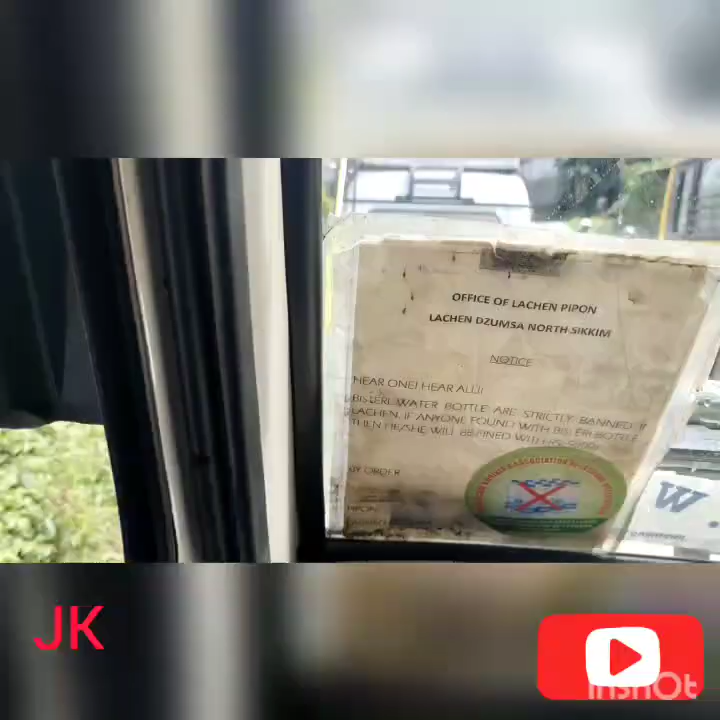 OFFICE OF LACHEN PIPON
LACHEN DZUMSA NORTH SIKKIM
NOTICE
HEAR ONE! HEAR ALL!!
BISLERI WATER BOTTLE ARE STRICTLY BANNED I
LACHEN. IF ANYONE FOUND WITH BISLERI BOTTLE
THEN HE/SHE WILL BE FINED WITH
BY ORDER
PIPON
W.
JK
InShOt